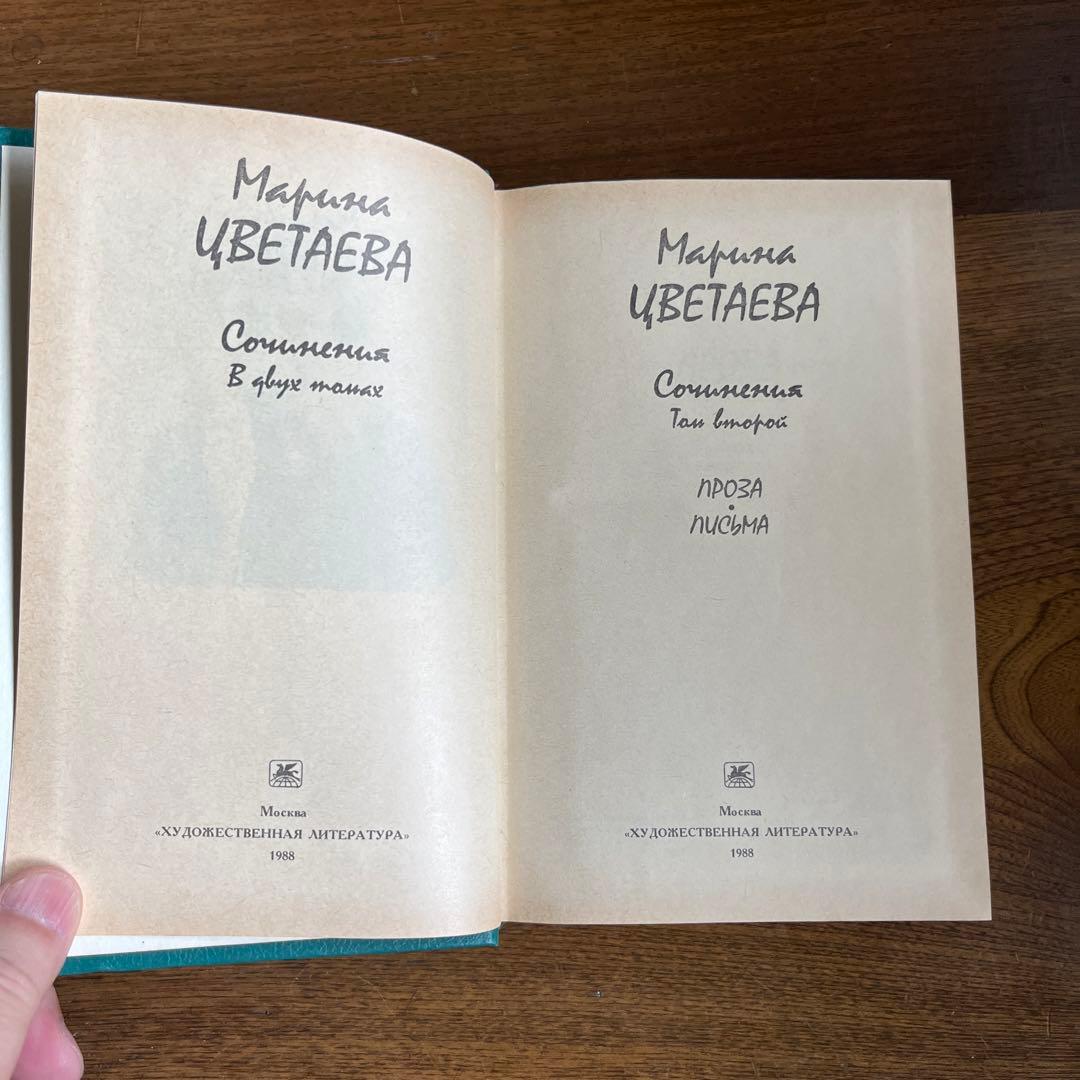 Марина
ЦВЕТАЕВА
Сочинения
В двух томах
Москва
«ХУДОЖЕСТВЕННАЯ ЛИТЕРАТУРА»
1988
Марина
ЦВЕТАЕВА
Сочинения
Том второй
ПРОЗА
•
ПИСЬМА
Москва
«ХУДОЖЕСТВЕННАЯ ЛИТЕРАТУРА»
1988